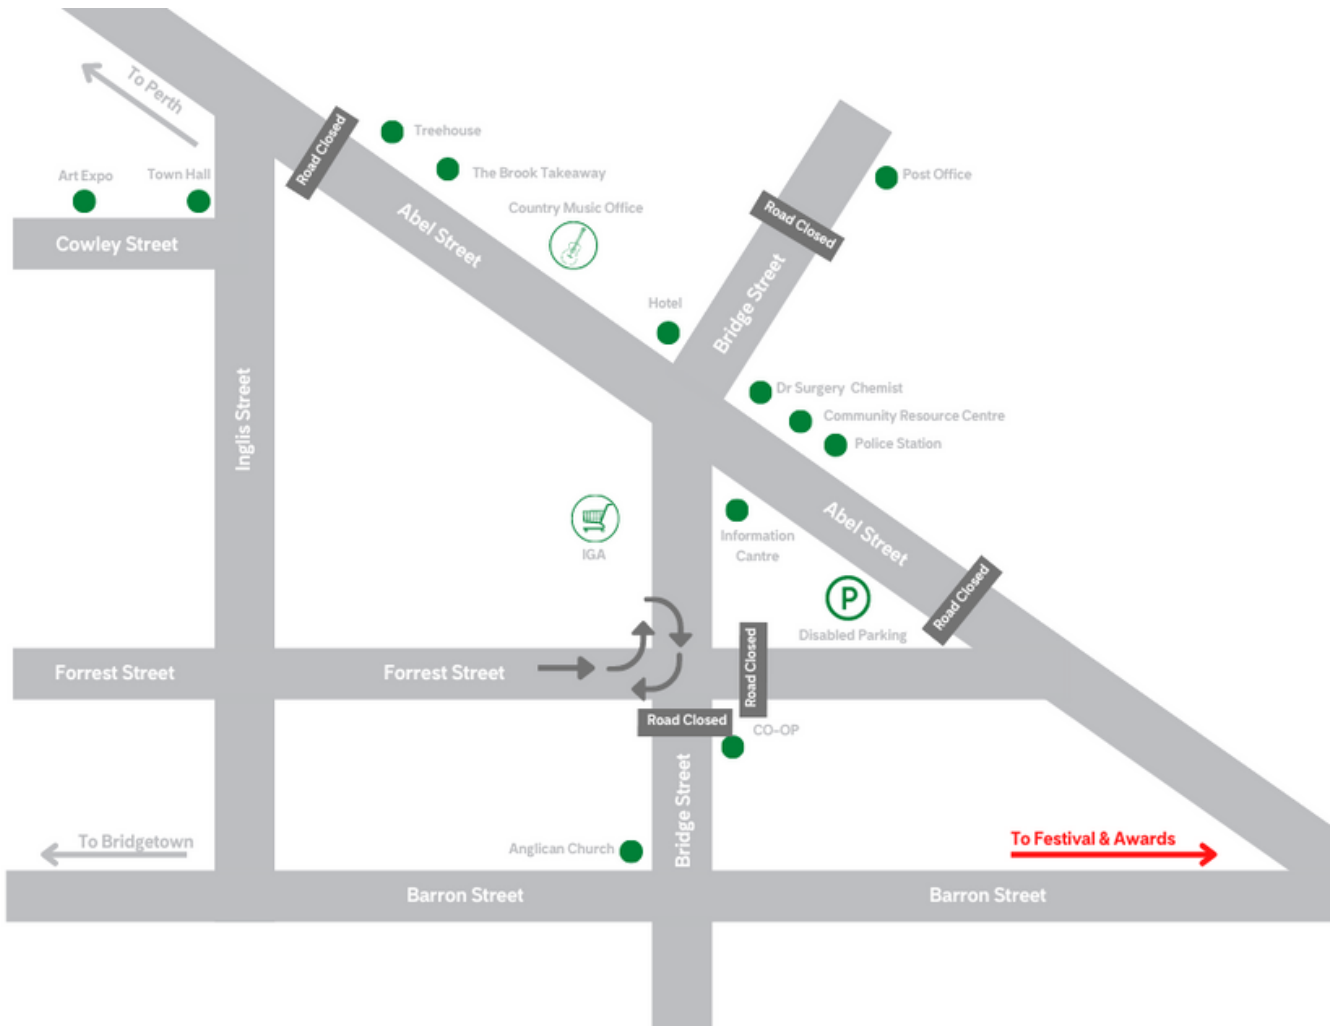 To Perth
Road Closed
Treehouse
The Brook Takeaway
Art Expo
Town Hall
Cowley Street
Abel Street
Country Music Office
Post Office
Road Closed
Bridge Street
Hotel
Inglis Street
Dr Surgery Chemist
Community Resource Centre
Police Station
IGA
Information
Cantre
Abel Street
P
Disabled Parking
Road Closed
Forrest Street
Forrest Street
Road Closed
Road Closed
CO-OP
Bridge Street
To Bridgetown
Anglican Church
To Festival & Awards
Barron Street
Barron Street